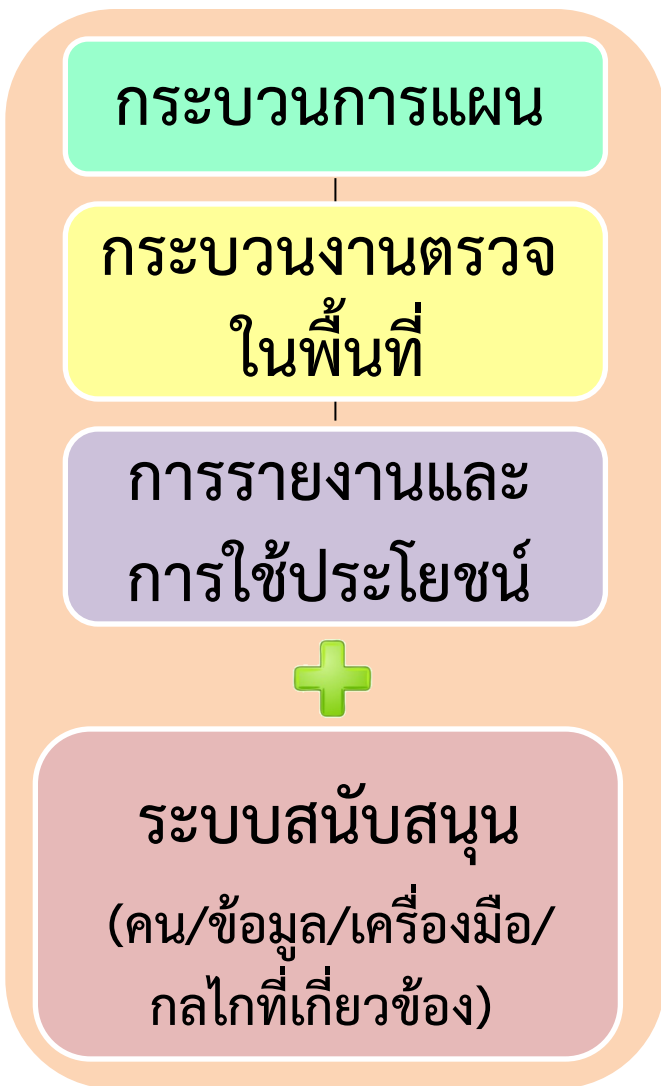 กระบวนการแผน
กระบวนงานตรวจ
ในพื้นที่
การรายงานและ
การใช้ประโยชน์
ระบบสนับสนุน
(คน/ข้อมูล/เครื่องมือ/
กลไกที่เกี่ยวข้อง)